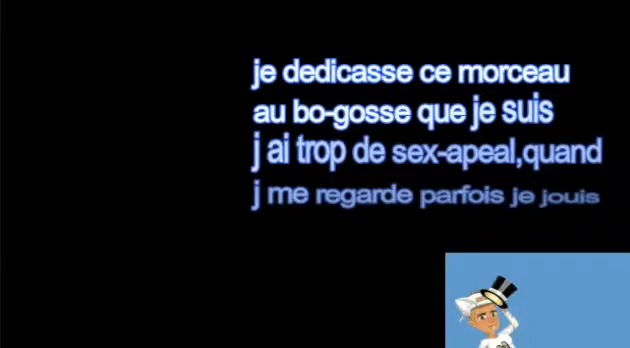 je dedicasse ce morceau
au bo-gosse que je suis
j ai trop de sex-apeal,quand
j me regarde parfois je jouis